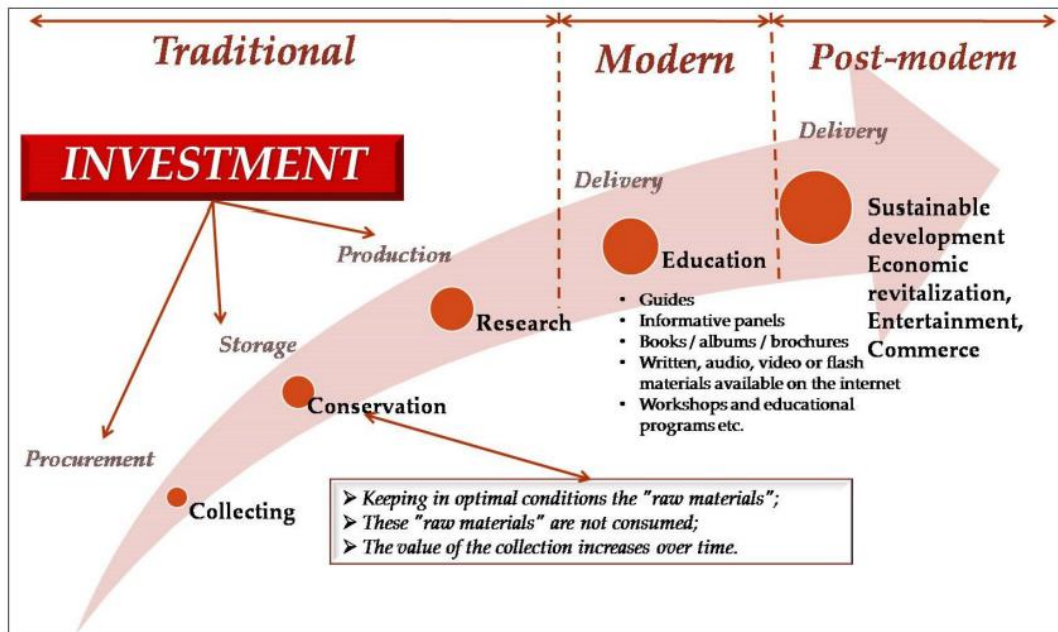 Traditional
Modern
Post-modern
INVESTMENT
Delivery
Delivery
Production
Storage
Procurement
Sustainable
development
Economic
revitalization,
Entertainment,
Commerce
Education
• Guides
• Informative panels
• Books / albums / brochures
• Written, audio, video or flash
materials available on the internet
• Workshops and educational
programs etc.
Research
Conservation
Collecting
➢ Keeping in optimal conditions the "raw materials";
➢ These "raw materials" are not consumed;
➢ The value of the collection increases over time.